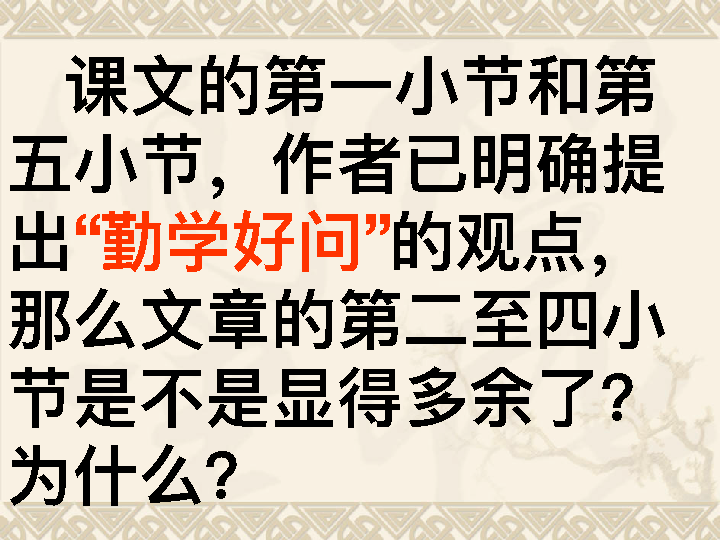 课文的第一小节和第
五小节，作者已明确提
出“勤学好问”的观点，
那么文章的第二至四小
节是不是显得多余了？
为什么？